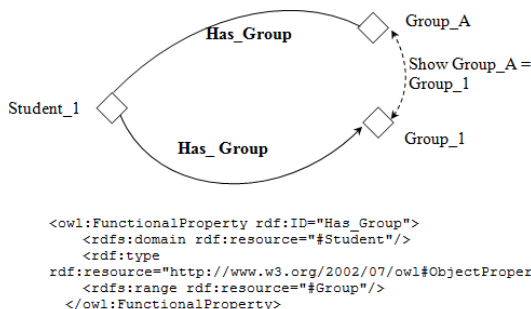 Has_Group
Group_A
Show Group_A =
Group_1
Student_1
Has_ Group
Group_1
<owl:FunctionalProperty rdf:ID="Has_Group">
<rdfs:domain rdf:resource="#Student"/>
<rdf:type
rdf:resource="http://www.w3.org/2002/07/owl#ObjectProper
<rdfs:range rdf:resource="#Group"/>
</owl:FunctionalProperty>